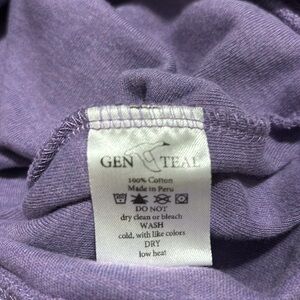 GEN TEAL
100% Cotton
Made in Peru
DO NOT
dry clean or bleach
WASH
cold, with like colors
DRY
low heat